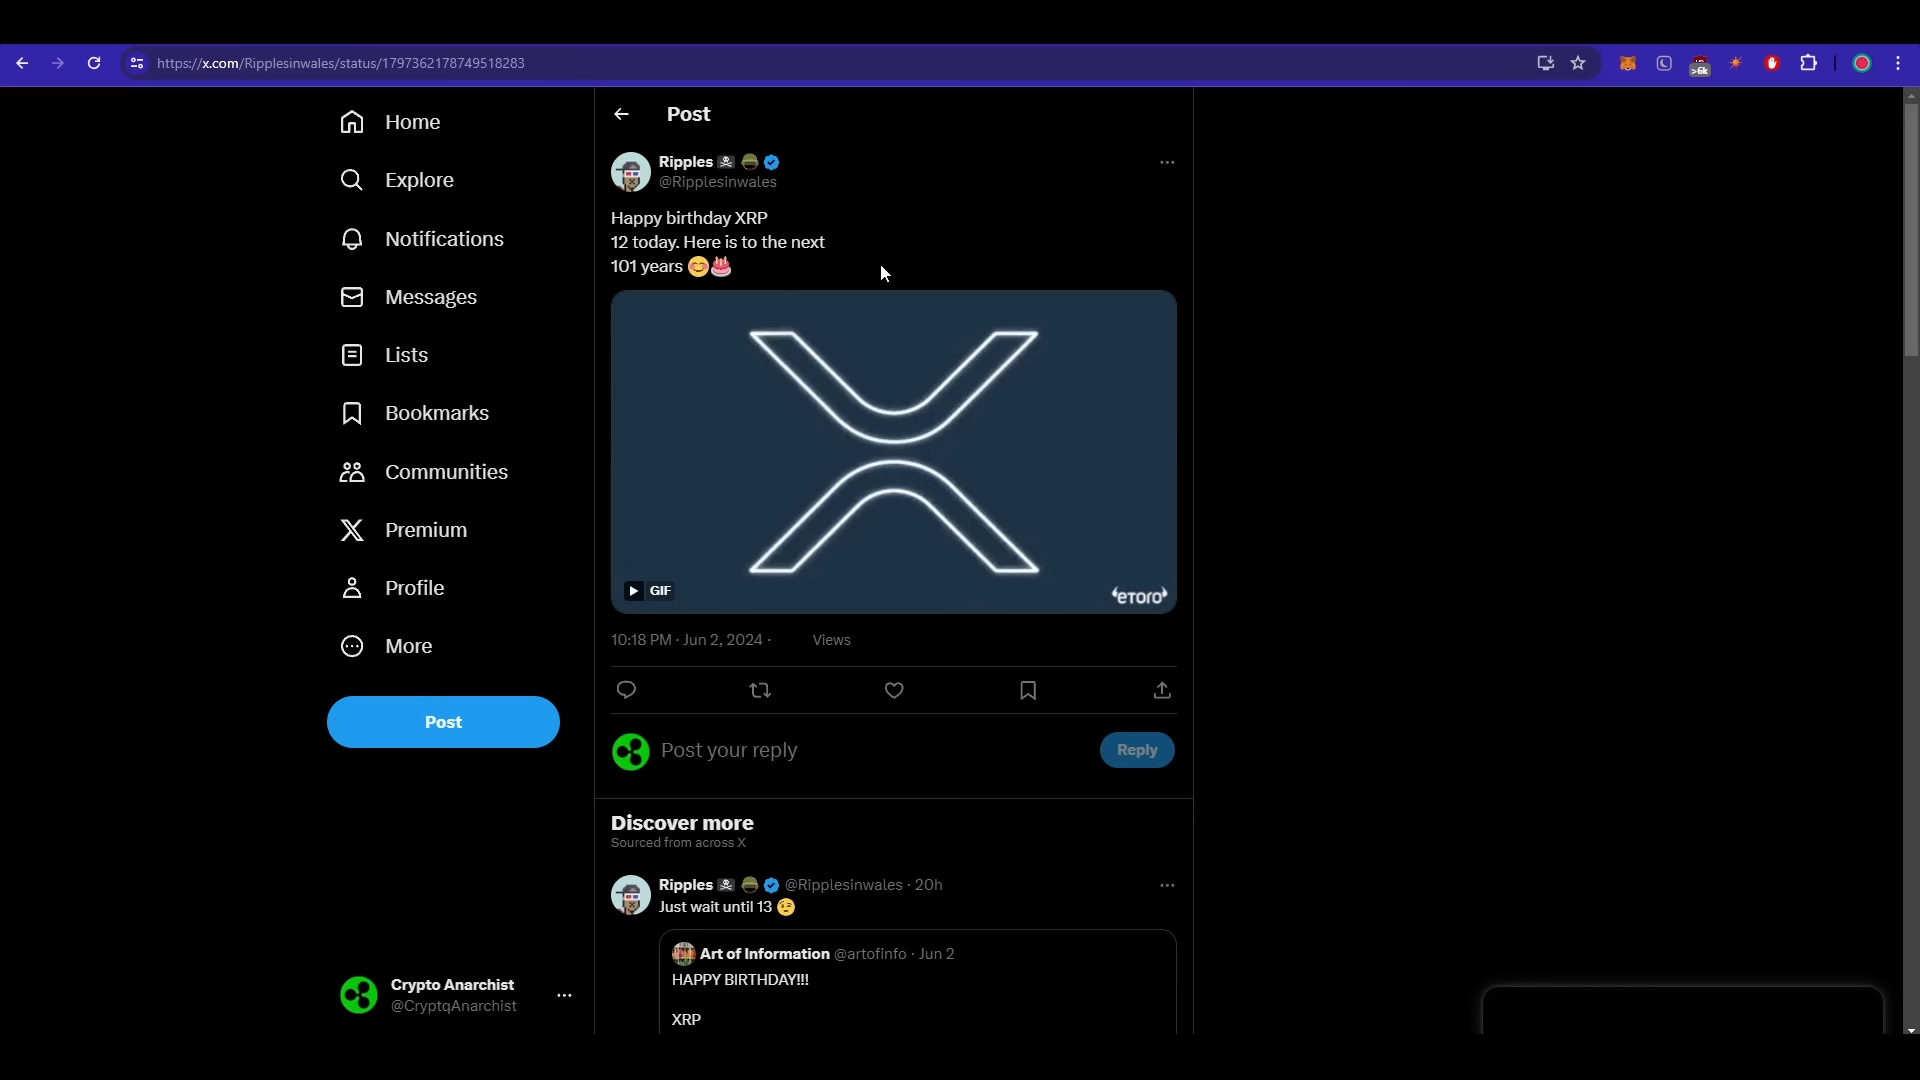 https://x.com/Ripplesinwales/status/1797362178749518283
>6k
Home
Explore
Notifications
Messages
Lists
Bookmarks
Communities
Premium
Profile
More
Post
Crypto Anarchist
@CryptqAnarchist
Post
Ripples
@Ripplesinwales
Happy birthday XRP
12 today. Here is to the next
101 years 😊🎂
GIF
eToro
10:18 PM · Jun 2, 2024 · Views
Post your reply
Reply
Discover more
Sourced from across X
Ripples @Ripplesinwales · 20h
Just wait until 13 😉
Art of Information @artofinfo · Jun 2
HAPPY BIRTHDAY!!!
XRP